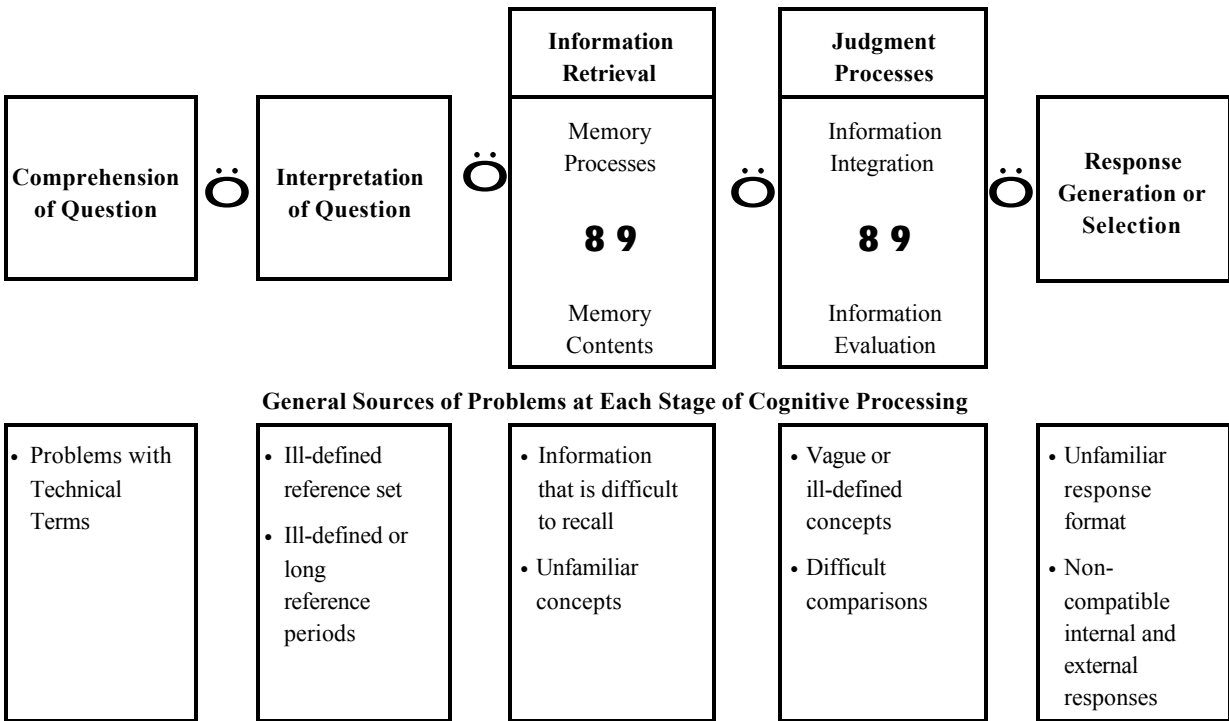 Information
Retrieval
Judgment
Processes
Comprehension
of Question
Ö
Interpretation
of Question
Ö
Memory
Processes
8 9
Memory
Contents
Ö
Information
Integration
8 9
Information
Evaluation
Ö
Response
Generation or
Selection
General Sources of Problems at Each Stage of Cognitive Processing
• Problems with
Technical
Terms
• Ill-defined
reference set
• Ill-defined or
long
reference
periods
• Information
that is difficult
to recall
• Unfamiliar
concepts
• Vague or
ill-defined
concepts
• Difficult
comparisons
• Unfamiliar
response
format
• Non-
compatible
internal and
external
responses